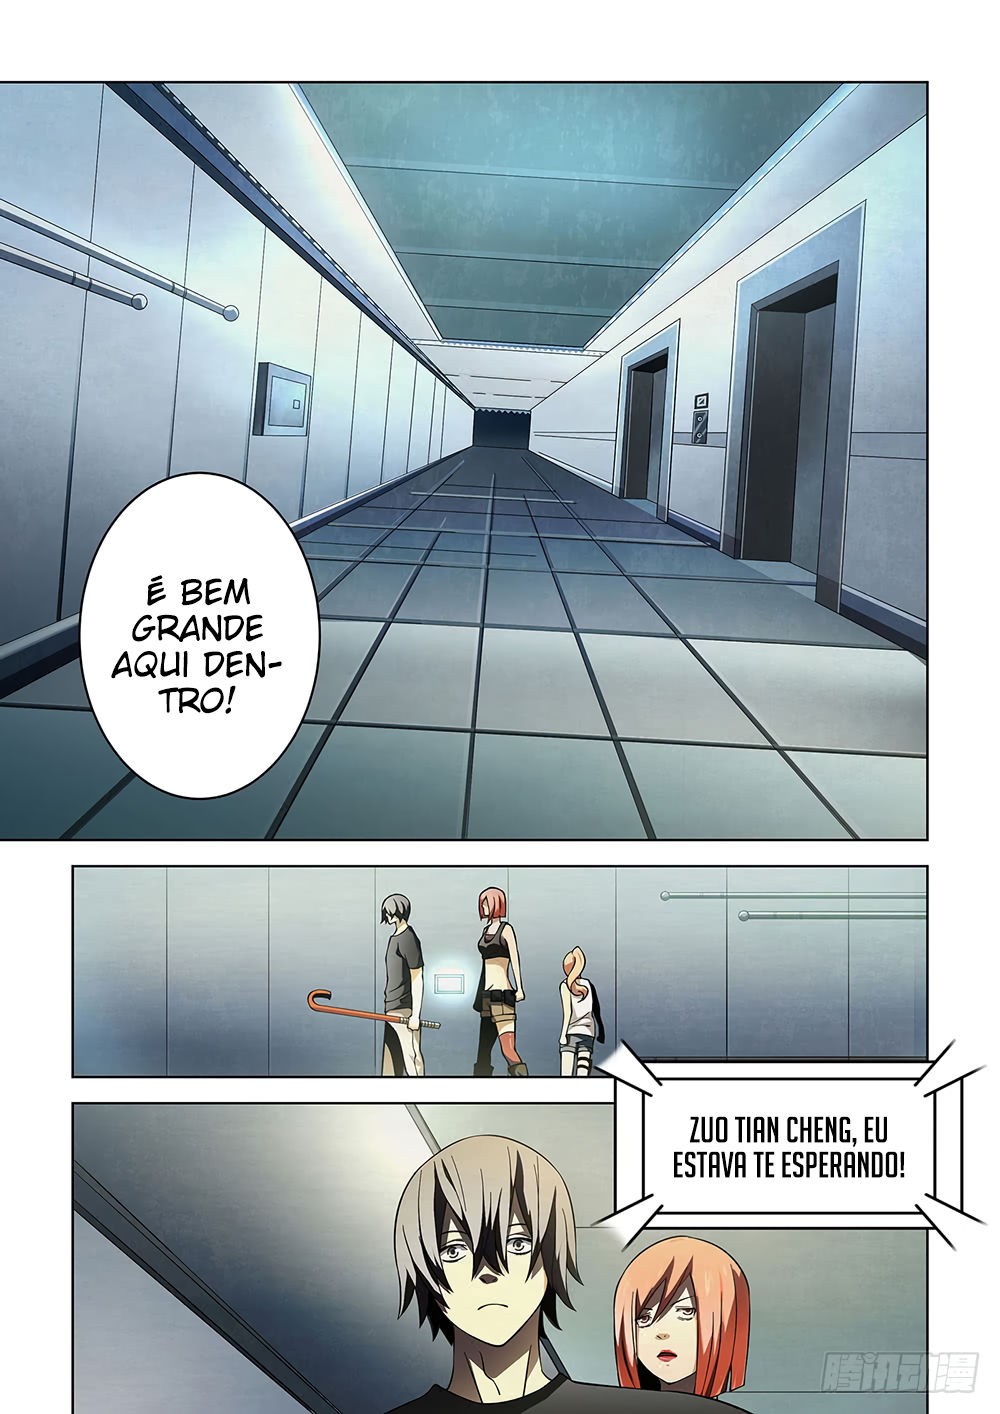 É BEM
GRANDE
AQUI DEN-
TRO!
ZUO TIAN CHENG, EU
ESTAVA TE ESPERANDO!
腾讯动漫